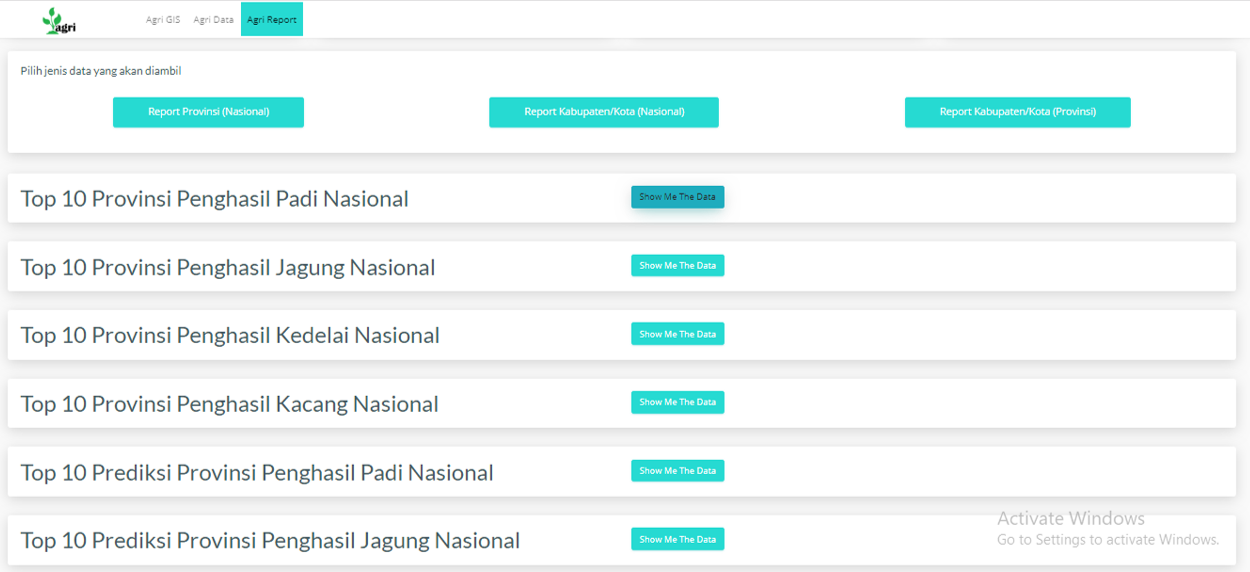 agri
Agri GIS Agri Data Agri Report
Pilih jenis data yang akan diambil
Report Provinsi (Nasional) Report Kabupaten/Kota (Nasional) Report Kabupaten/Kota (Provinsi)
Top 10 Provinsi Penghasil Padi Nasional Show Me The Data
Top 10 Provinsi Penghasil Jagung Nasional Show Me The Data
Top 10 Provinsi Penghasil Kedelai Nasional Show Me The Data
Top 10 Provinsi Penghasil Kacang Nasional Show Me The Data
Top 10 Prediksi Provinsi Penghasil Padi Nasional Show Me The Data
Top 10 Prediksi Provinsi Penghasil Jagung Nasional Show Me The Data
Activate Windows
Go to Settings to activate Windows.